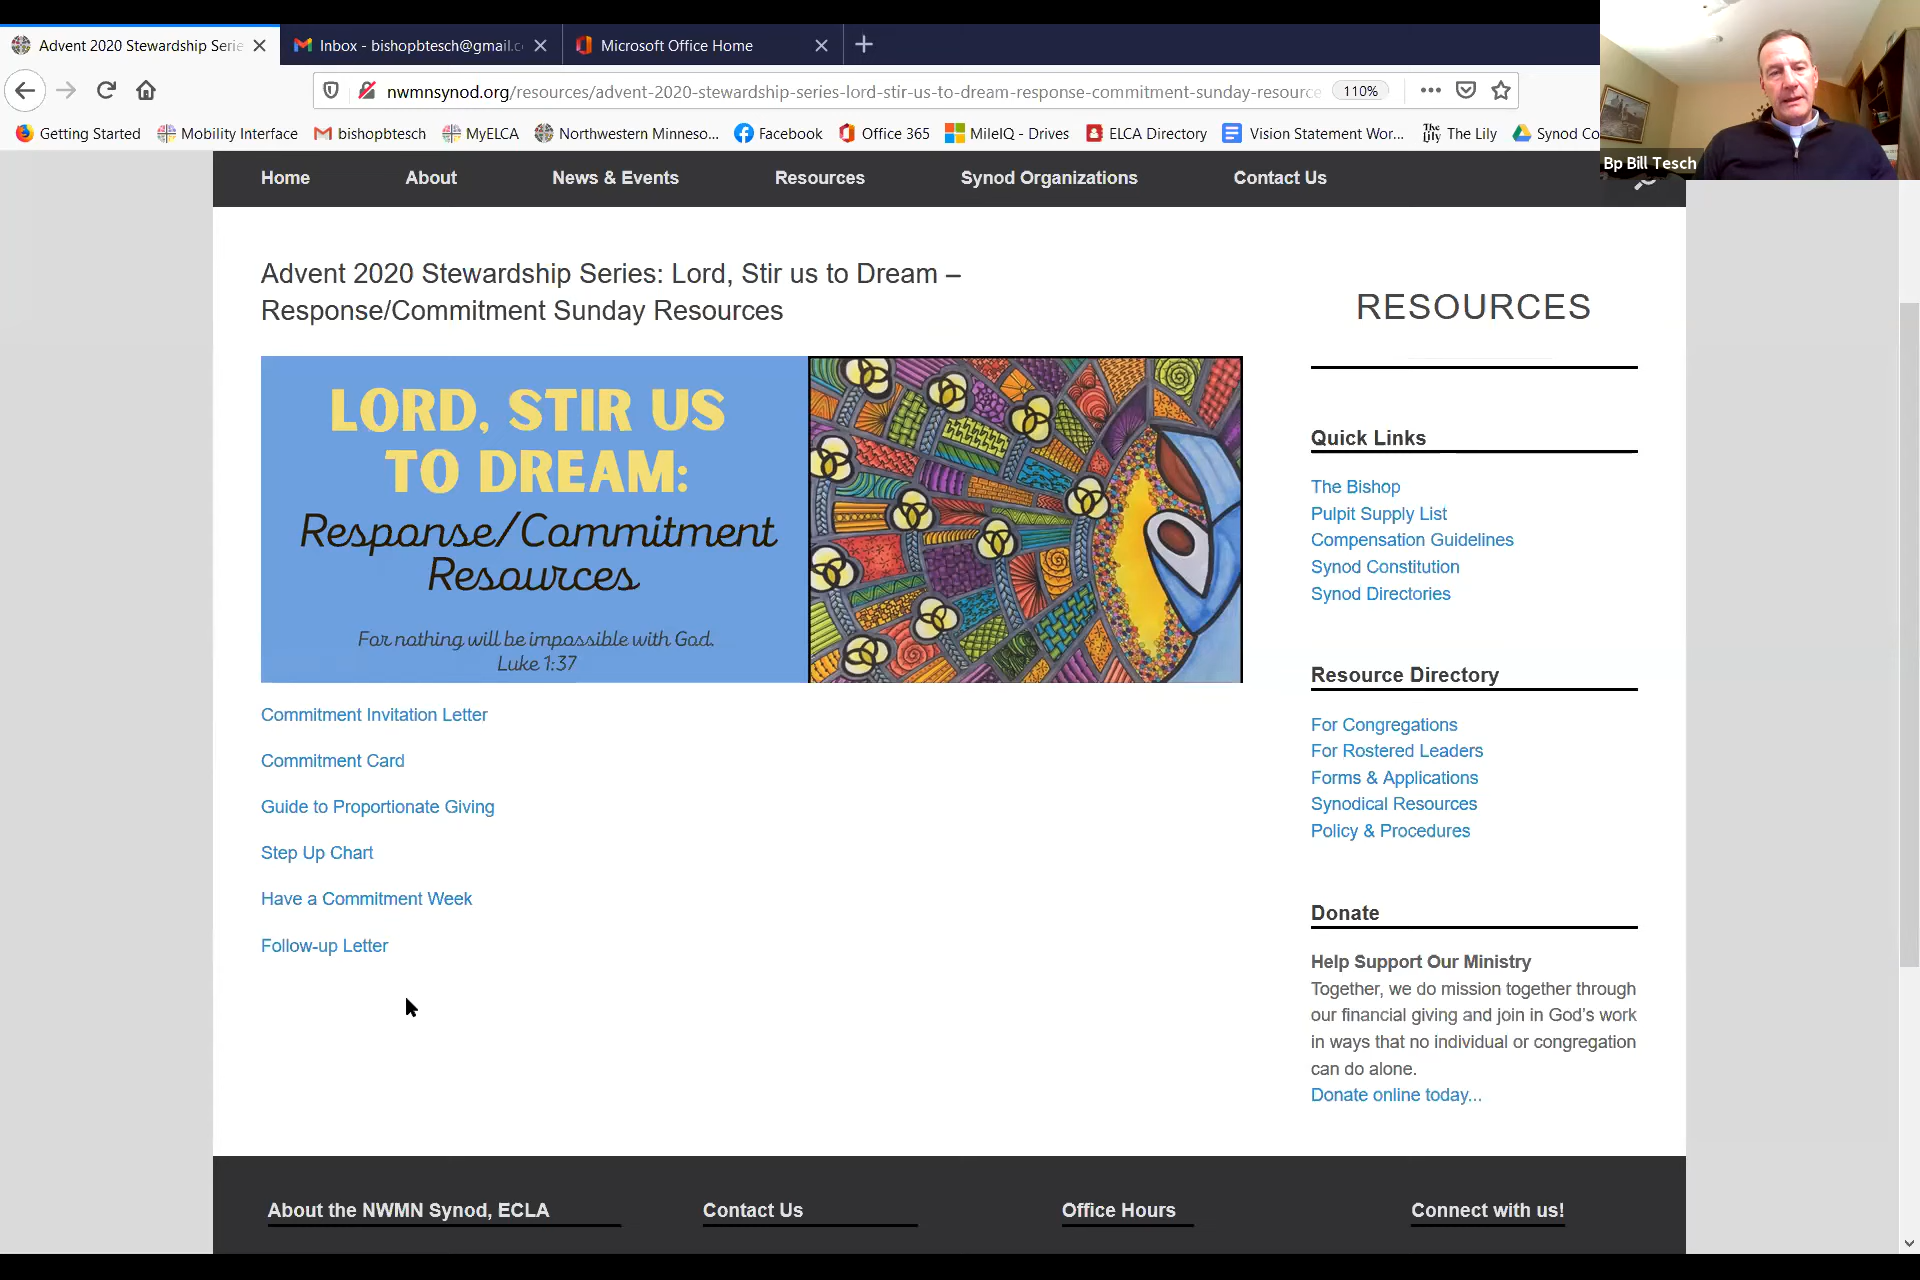 Advent 2020 Stewardship Serie
Inbox - bishopbtesch@gmail.c
Microsoft Office Home
nwmnsynod.org/resources/advent-2020-stewardship-series-lord-stir-us-to-dream-response-commitment-sunday-resource
110%
Getting Started
Mobility Interface
bishopbtesch
MyELCA
Northwestern Minneso...
Facebook
Office 365
MileIQ - Drives
ELCA Directory
Vision Statement Wor...
The Lily
The Lily
Synod Co
Bp Bill Tesch
Home
About
News & Events
Resources
Synod Organizations
Contact Us
Advent 2020 Stewardship Series: Lord, Stir us to Dream –
Response/Commitment Sunday Resources
LORD, STIR US
TO DREAM:
Response/Commitment
Resources
For nothing will be impossible with God.
Luke 1:37
Commitment Invitation Letter
Commitment Card
Guide to Proportionate Giving
Step Up Chart
Have a Commitment Week
Follow-up Letter
RESOURCES
Quick Links
The Bishop
Pulpit Supply List
Compensation Guidelines
Synod Constitution
Synod Directories
Resource Directory
For Congregations
For Rostered Leaders
Forms & Applications
Synodical Resources
Policy & Procedures
Donate
Help Support Our Ministry
Together, we do mission together through
our financial giving and join in God's work
in ways that no individual or congregation
can do alone.
Donate online today...
About the NWMN Synod, ECLA
Contact Us
Office Hours
Connect with us!